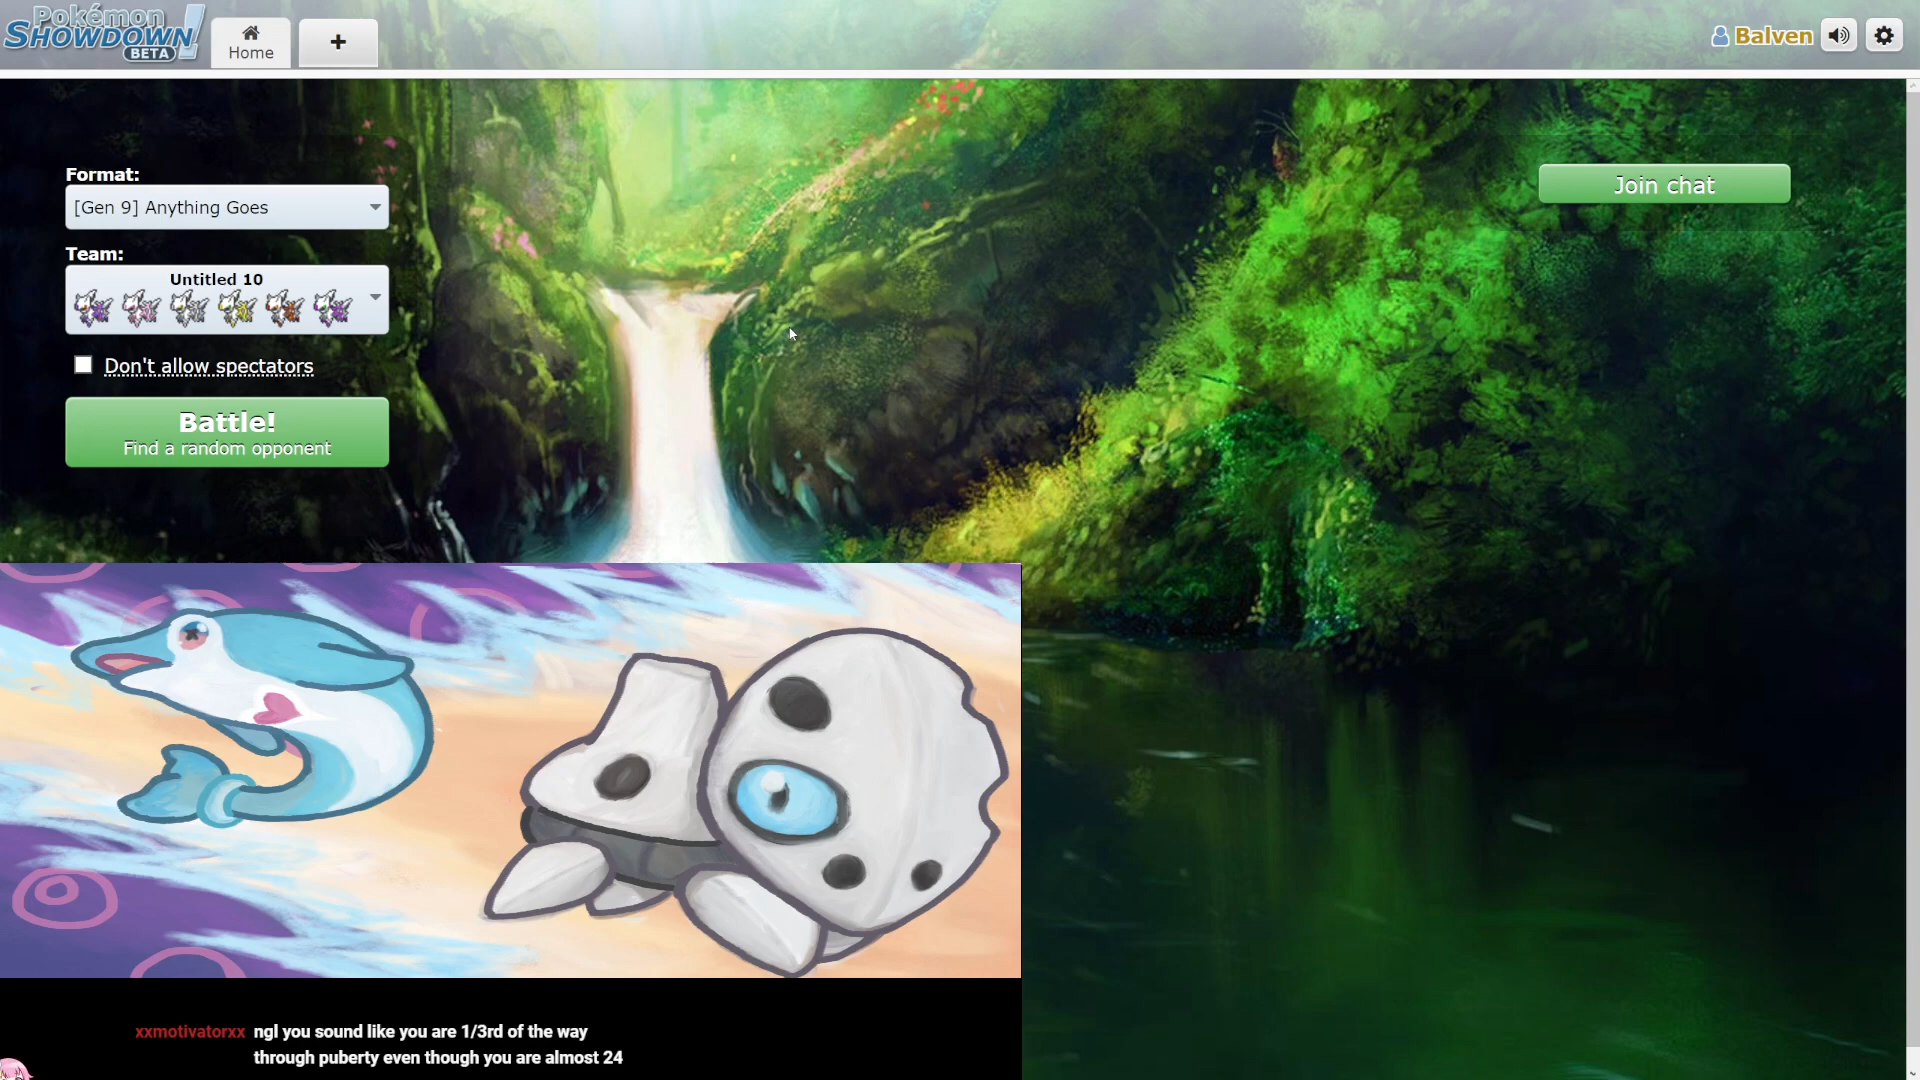 Pokémon
SHOWDOWN!
BETA
Home
+
Balven
Format:
[Gen 9] Anything Goes
Team:
Untitled 10
Don't allow spectators
Battle!
Find a random opponent
Join chat
xxmotivatorxx ngl you sound like you are 1/3rd of the way
through puberty even though you are almost 24